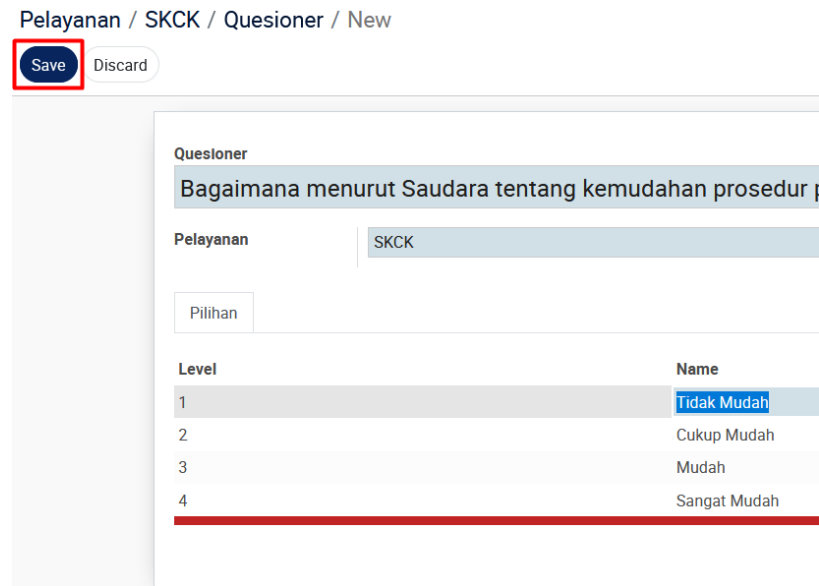 Pelayanan / SKCK / Quesioner / New
Save Discard
Quesioner
Bagaimana menurut Saudara tentang kemudahan prosedur
Pelayanan SKCK
Pilihan
Level Name
1 Tidak Mudah
2 Cukup Mudah
3 Mudah
4 Sangat Mudah